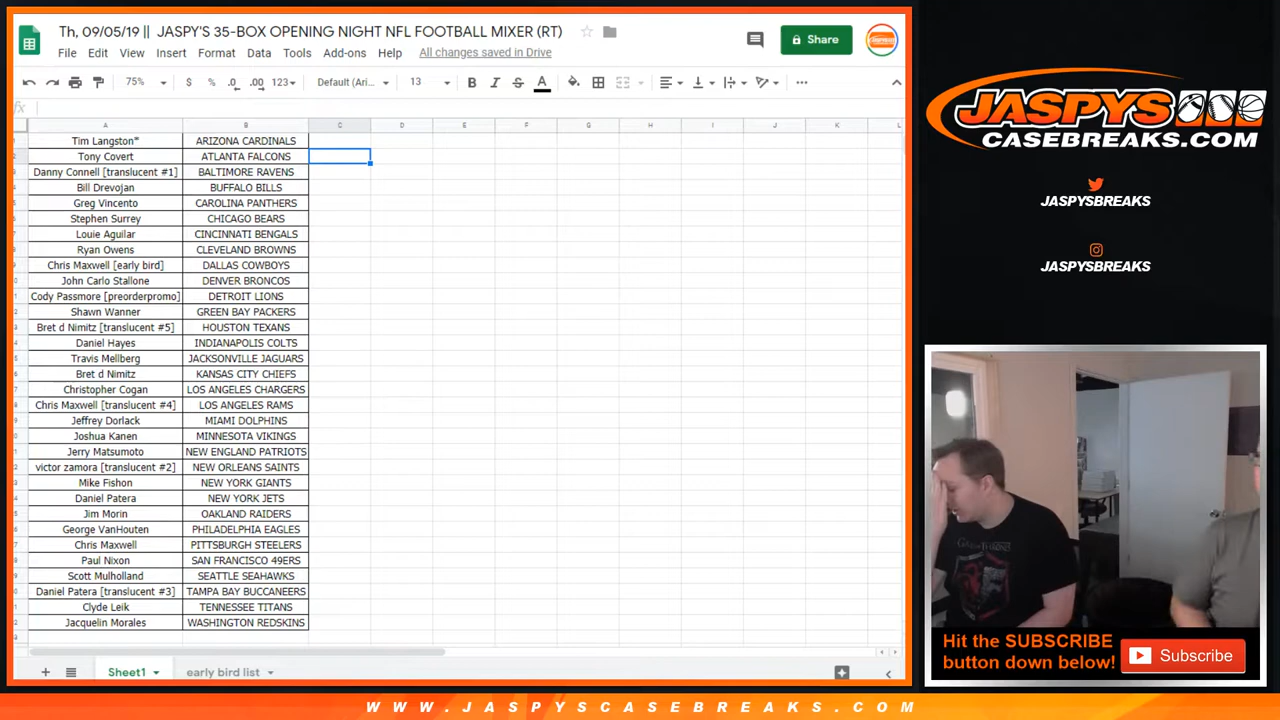 Th, 09/05/19 || JASPY'S 35-BOX OPENING NIGHT NFL FOOTBALL MIXER (RT)
File Edit View Insert Format Data Tools Add-ons Help All changes saved in Drive
Share
75% $ % .0 .00 123 Default (Ari... 13 B I S A
fx
A B C D E F G H I J K L
Tim Langston* ARIZONA CARDINALS
Tony Covert ATLANTA FALCONS
Danny Connell [translucent #1] BALTIMORE RAVENS
Bill Drevojan BUFFALO BILLS
Greg Vincento CAROLINA PANTHERS
Stephen Surrey CHICAGO BEARS
Louie Aguilar CINCINNATI BENGALS
Ryan Owens CLEVELAND BROWNS
Chris Maxwell [early bird] DALLAS COWBOYS
John Carlo Stallone DENVER BRONCOS
Cody Passmore [preorderpromo] DETROIT LIONS
Shawn Wanner GREEN BAY PACKERS
Bret d Nimitz [translucent #5] HOUSTON TEXANS
Daniel Hayes INDIANAPOLIS COLTS
Travis Mellberg JACKSONVILLE JAGUARS
Bret d Nimitz KANSAS CITY CHIEFS
Christopher Cogan LOS ANGELES CHARGERS
Chris Maxwell [translucent #4] LOS ANGELES RAMS
Jeffrey Dorlack MIAMI DOLPHINS
Joshua Kanen MINNESOTA VIKINGS
Jerry Matsumoto NEW ENGLAND PATRIOTS
victor zamora [translucent #2] NEW ORLEANS SAINTS
Mike Fishon NEW YORK GIANTS
Daniel Patera NEW YORK JETS
Jim Morin OAKLAND RAIDERS
George VanHouten PHILADELPHIA EAGLES
Chris Maxwell PITTSBURGH STEELERS
Paul Nixon SAN FRANCISCO 49ERS
Scott Mulholland SEATTLE SEAHAWKS
Daniel Patera [translucent #3] TAMPA BAY BUCCANEERS
Clyde Leik TENNESSEE TITANS
Jacquelin Morales WASHINGTON REDSKINS
Sheet1 early bird list
JASPYS
CASEBREAKS.COM
JASPYSBREAKS
JASPYSBREAKS
Hit the SUBSCRIBE
button down below!
Subscribe
WWW.JASPYSCASEBREAKS.COM